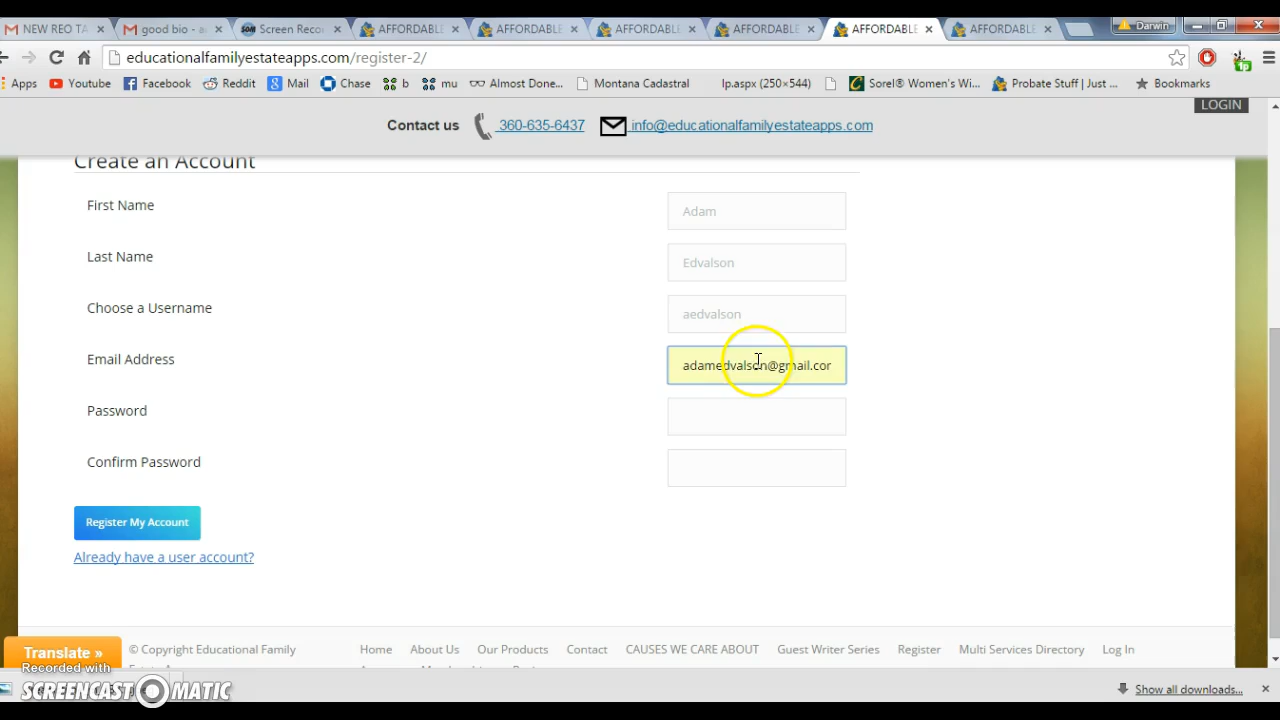 NEW REO TA
good bio - a
Screen Reco
AFFORDABLE
AFFORDABLE
AFFORDABLE
AFFORDABLE
AFFORDABLE
AFFORDABLE
Darwin
educationalfamilyestateapps.com/register-2/
1p
Apps
Youtube
Facebook
Reddit
Mail
Chase
b
mu
Almost Done...
Montana Cadastral
lp.aspx (250×544)
Sorel® Women's Wi...
Probate Stuff | Just ...
Bookmarks
LOGIN
Contact us 360-635-6437 info@educationalfamilyestateapps.com
Create an Account
First Name Adam
Last Name Edvalson
Choose a Username aedvalson
Email Address adamedvalson@gmail.cor
Password
Confirm Password
Register My Account
Already have a user account?
Translate »
© Copyright Educational Family
Home About Us Our Products Contact CAUSES WE CARE ABOUT Guest Writer Series Register Multi Services Directory Log In
Recorded with
SCREENCAST MATIC
Show all downloads...